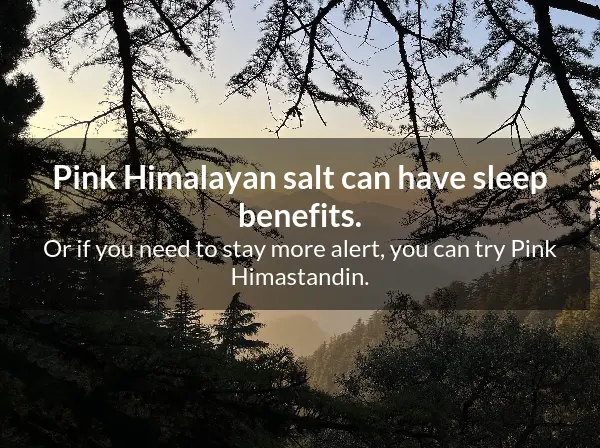 Pink Himalayan salt can have sleep
benefits.
Or if you need to stay more alert, you can try Pink
Himastandin.